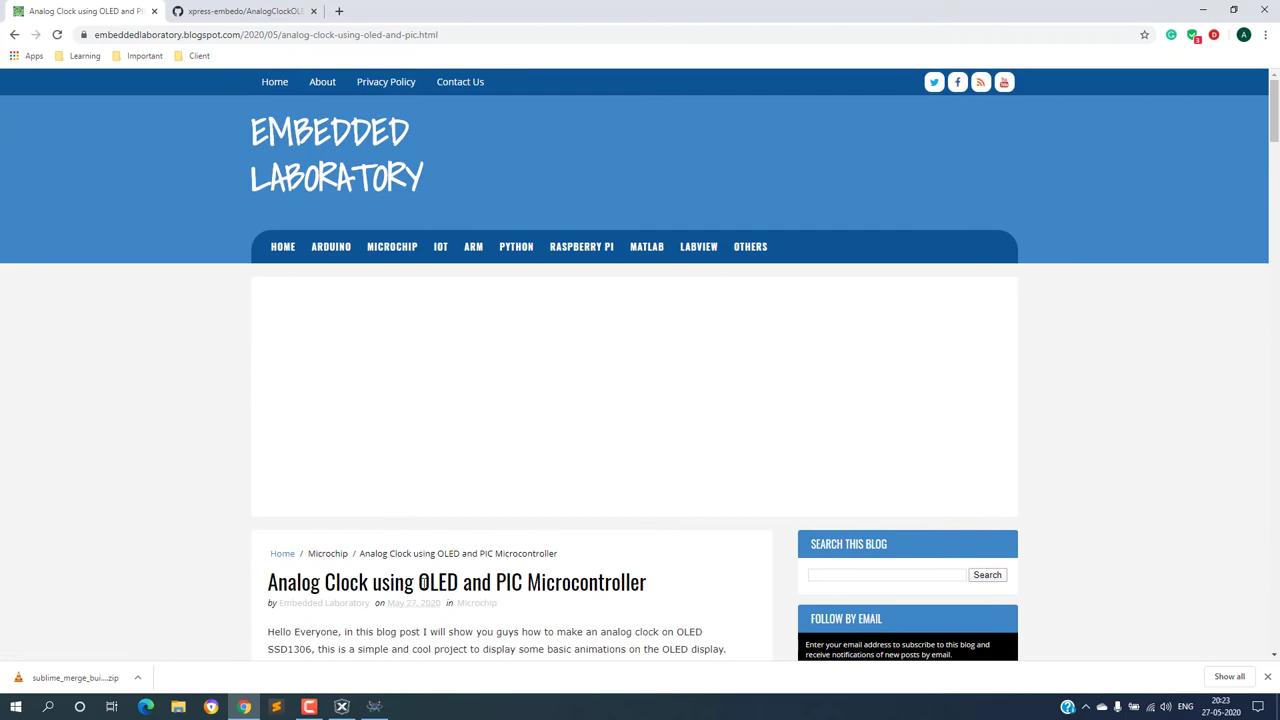 Analog Clock using OLED and PI
xpress-embedo/AnalogClockOLE
embeddedlaboratory.blogspot.com/2020/05/analog-clock-using-oled-and-pic.html
Apps Learning Important Client
Home About Privacy Policy Contact Us
EMBEDDED
LABORATORY
HOME ARDUINO MICROCHIP IOT ARM PYTHON RASPBERRY PI MATLAB LABVIEW OTHERS
Home / Microchip / Analog Clock using OLED and PIC Microcontroller
Analog Clock using OLED and PIC Microcontroller
by Embedded Laboratory on May 27, 2020 in Microchip
Hello Everyone, in this blog post I will show you guys how to make an analog clock on OLED
SSD1306, this is a simple and cool project to display some basic animations on the OLED display.
SEARCH THIS BLOG
Search
FOLLOW BY EMAIL
Enter your email address to subscribe to this blog and
receive notifications of new posts by email.
sublime_merge_bui....zip
Show all
ENG
20:23
27-05-2020